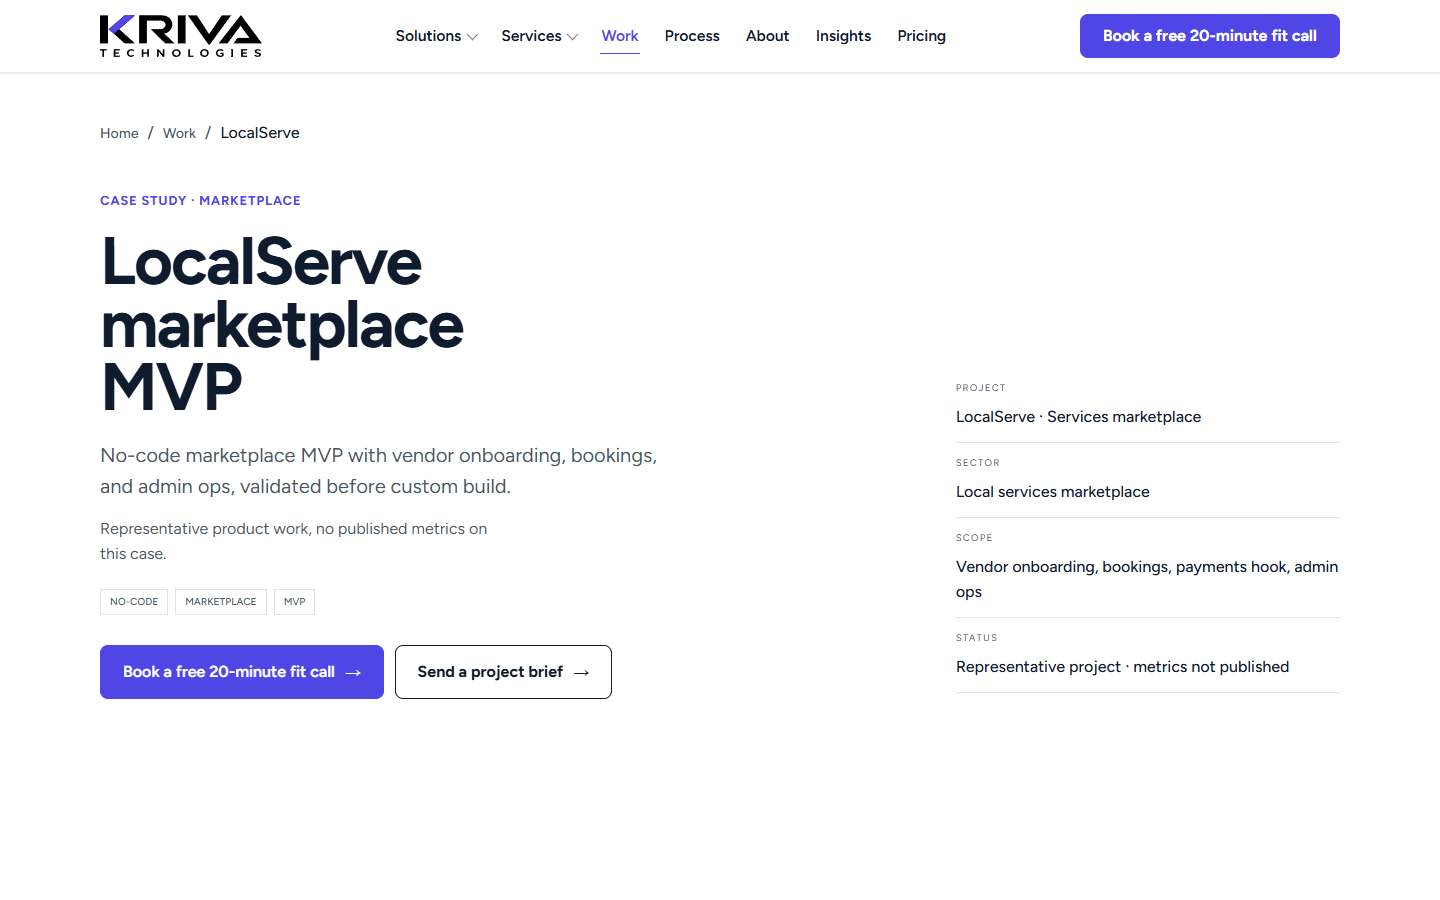 KRIVA
TECHNOLOGIES
Solutions
Services
Work
Process
About
Insights
Pricing
Book a free 20-minute fit call
Home / Work / LocalServe
CASE STUDY · MARKETPLACE
LocalServe
marketplace
MVP
No-code marketplace MVP with vendor onboarding, bookings,
and admin ops, validated before custom build.
Representative product work, no published metrics on
this case.
NO-CODE
MARKETPLACE
MVP
Book a free 20-minute fit call →
Send a project brief →
PROJECT
LocalServe · Services marketplace
SECTOR
Local services marketplace
SCOPE
Vendor onboarding, bookings, payments hook, admin
ops
STATUS
Representative project · metrics not published